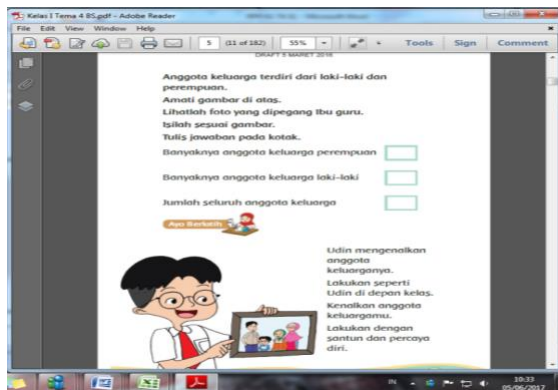 Kelas I Tema 4 BS.pdf - Adobe Reader
File Edit View Window Help
5 (11 of 182) 55% Tools Sign Comment
DRAFT 5 MARET 2016
Anggota keluarga terdiri dari laki-laki dan
perempuan.
Amati gambar di atas.
Lihatlah foto yang dipegang Ibu guru.
Isilah sesuai gambar.
Tulis jawaban pada kotak.
Banyaknya anggota keluarga perempuan
Banyaknya anggota keluarga laki-laki
Jumlah seluruh anggota keluarga
Ayo Berlatih
Udin mengenalkan
anggota
keluarganya.
Lakukan seperti
Udin di depan kelas.
Kenalkan anggota
keluargamu.
Lakukan dengan
santun dan percaya
diri.
IN
10:33
05/06/2017